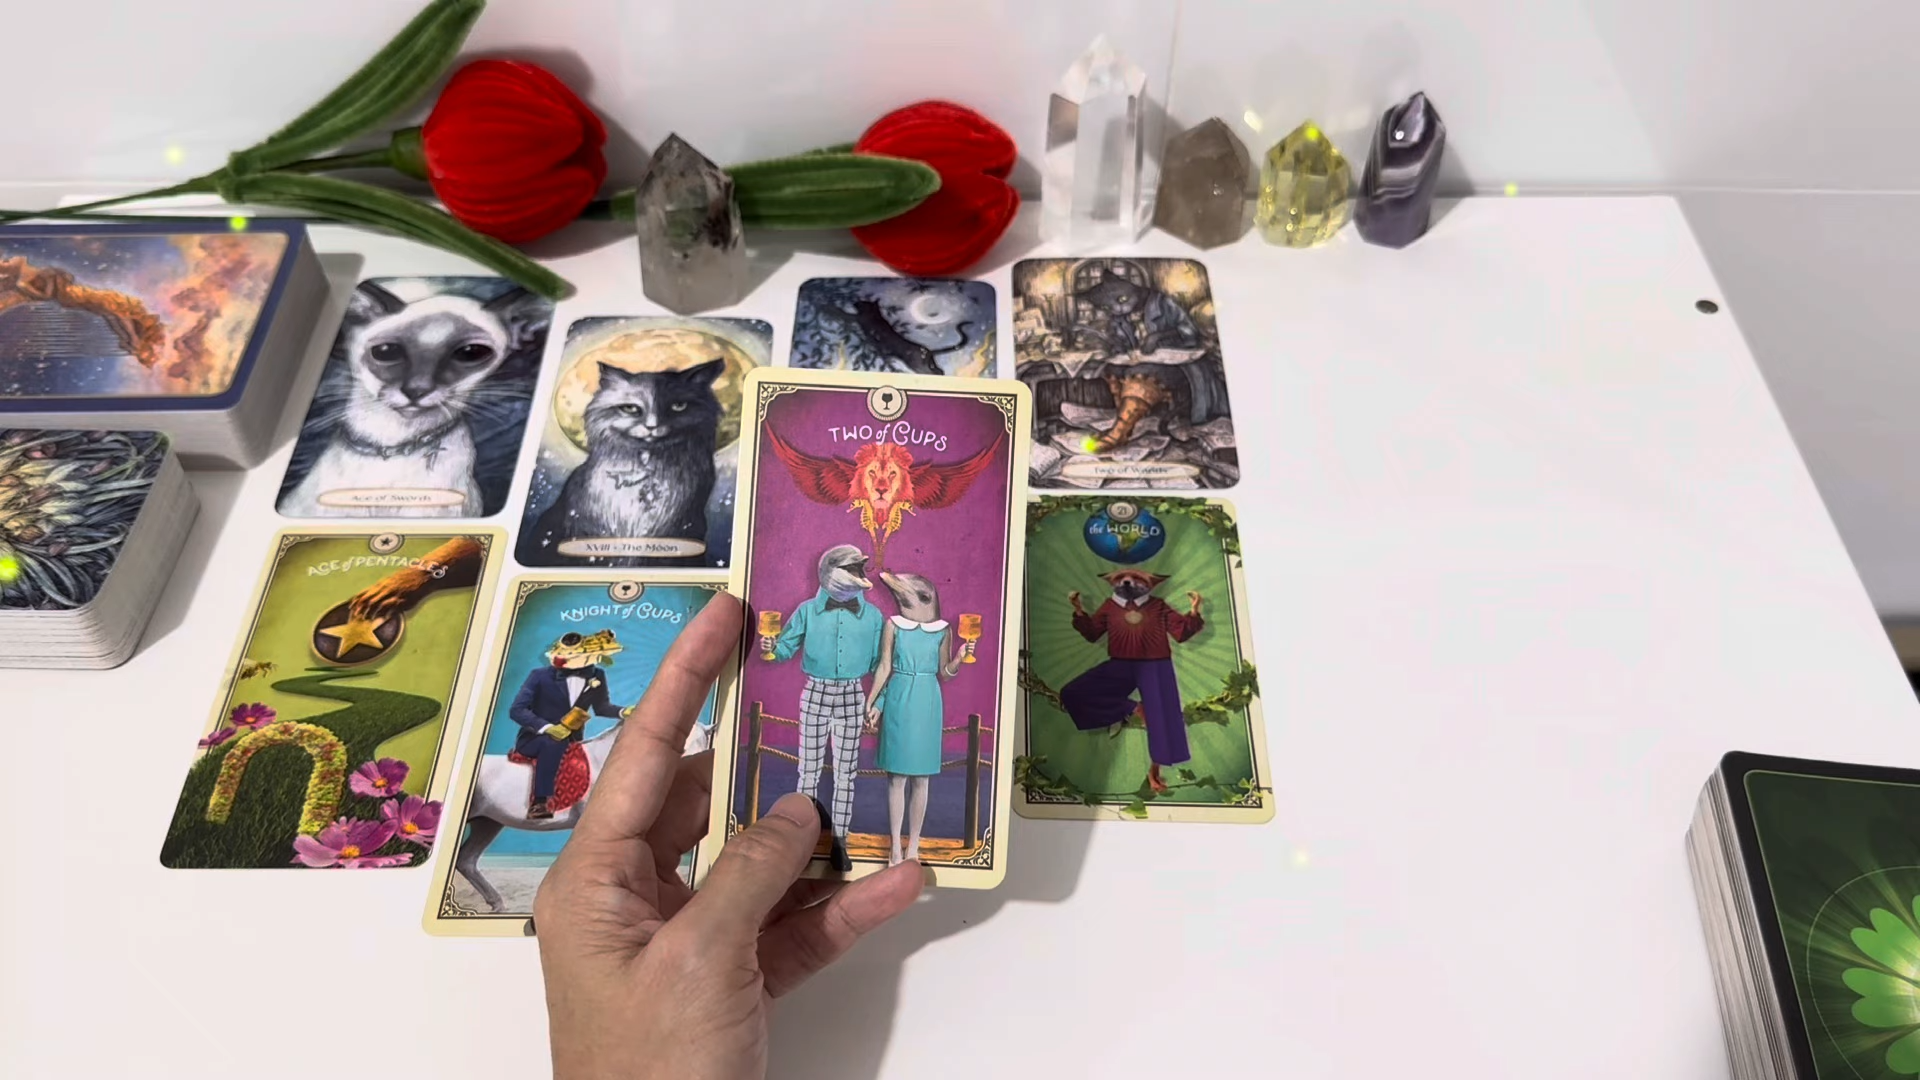 Ace of Swords
XVIII • The Moon
Two of Wands
TWO of CUPS
ACE of PENTACLES
KNIGHT of CUPS
21
the WORLD